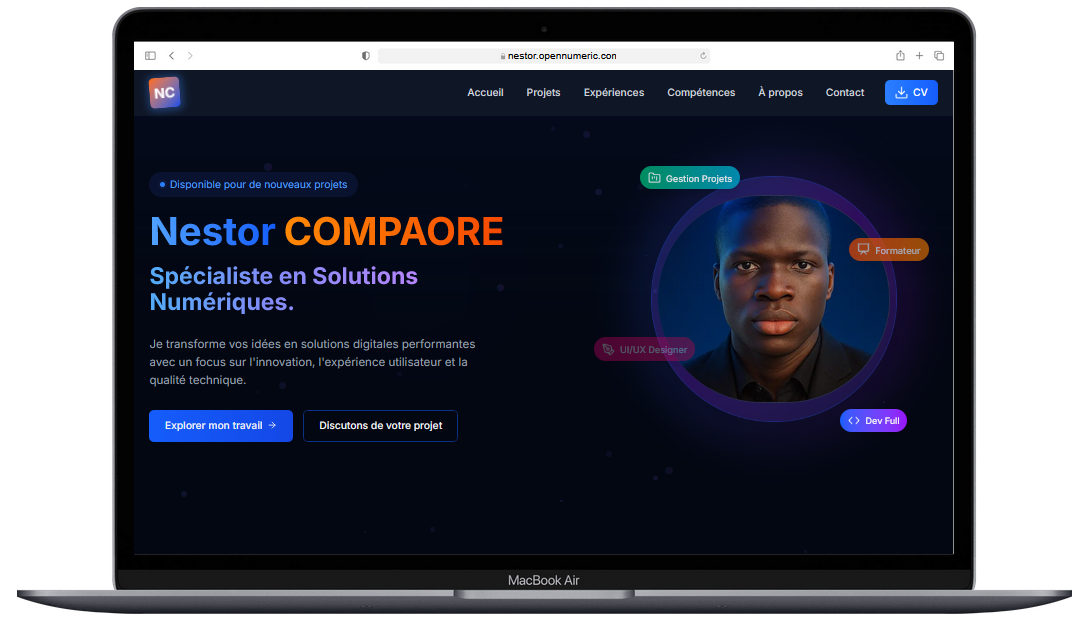 nestor.opennumeric.com
NC
Accueil Projets Expériences Compétences À propos Contact CV
Disponible pour de nouveaux projets
Nestor COMPAORE
Spécialiste en Solutions
Numériques.
Je transforme vos idées en solutions digitales performantes
avec un focus sur l'innovation, l'expérience utilisateur et la
qualité technique.
Explorer mon travail → Discutons de votre projet
Gestion Projets
Formateur
UI/UX Designer
Dev Full
MacBook Air